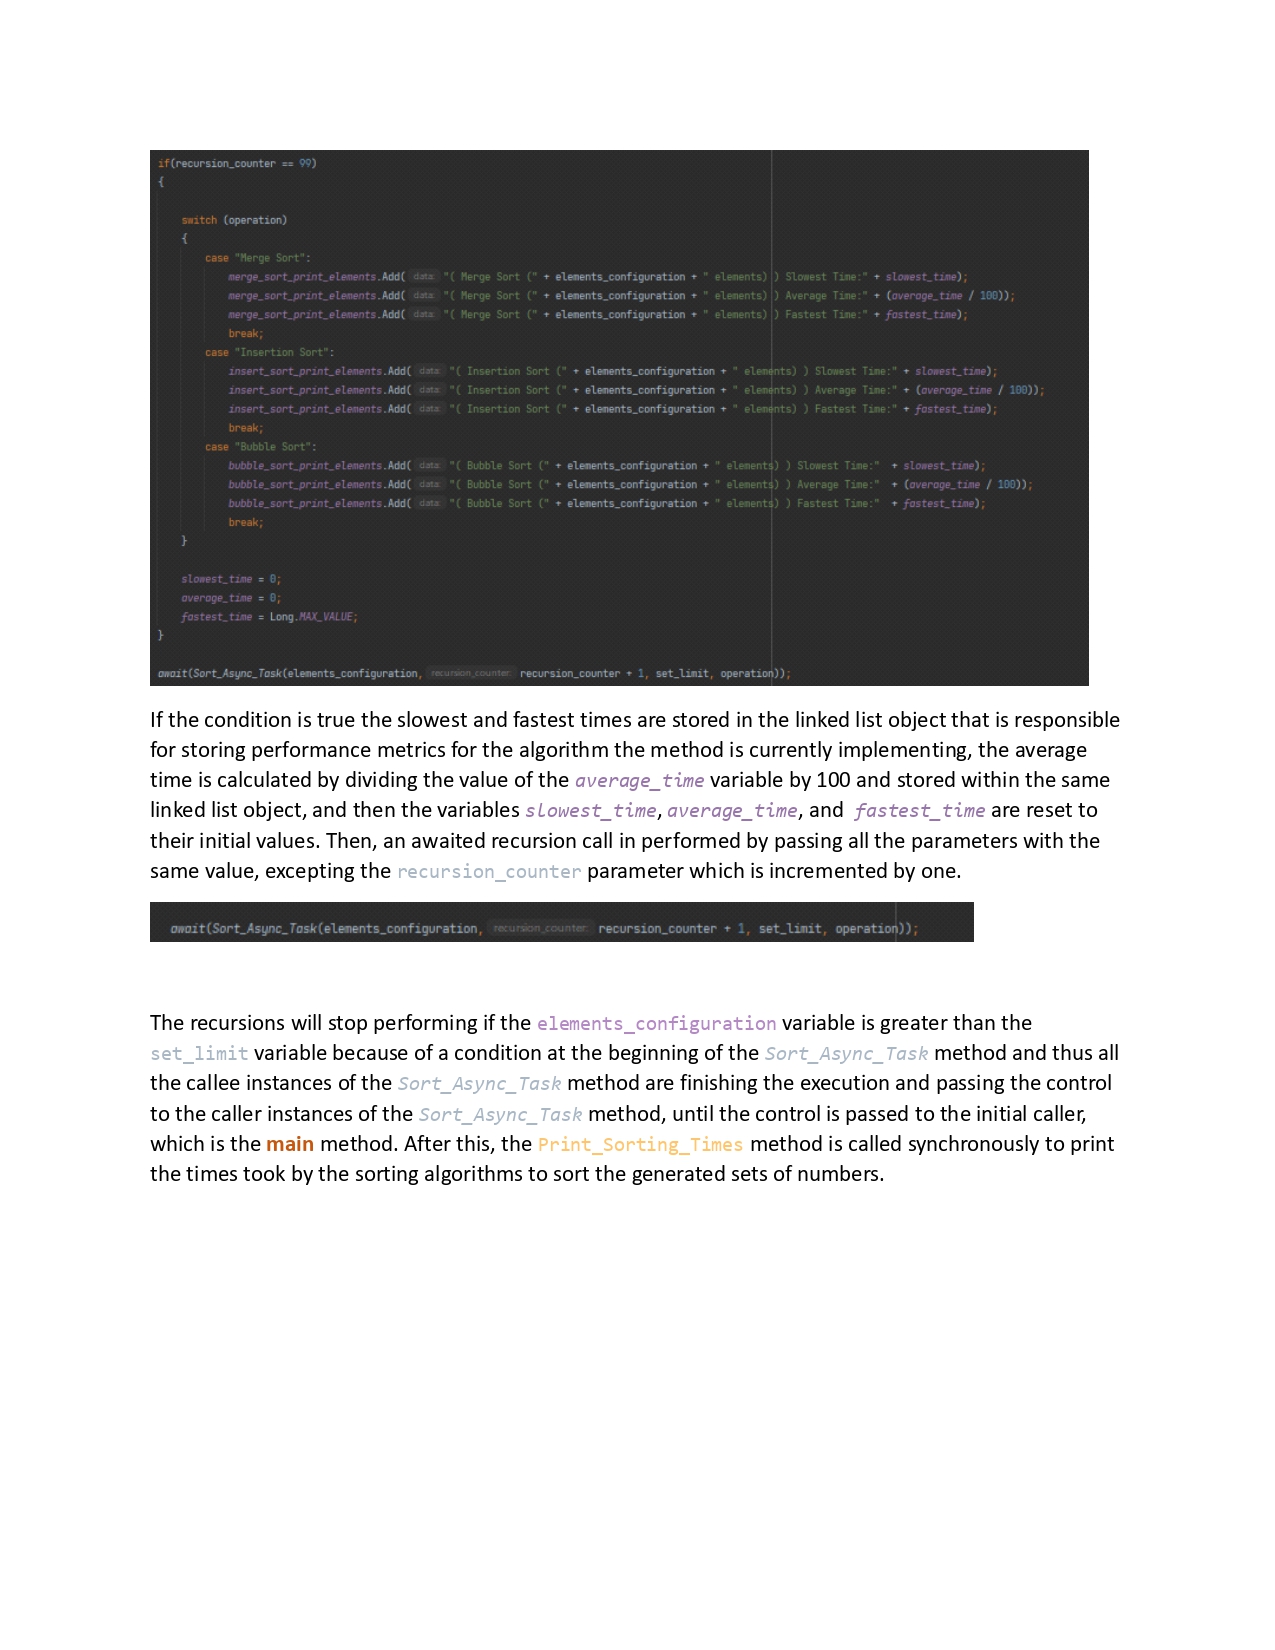 if(recursion_counter == 99)
{
switch (operation)
{
case "Merge Sort":
merge_sort_print_elements.Add( data: "( Merge Sort (" + elements_configuration + " elements) ) Slowest Time:" + slowest_time);
merge_sort_print_elements.Add( data: "( Merge Sort (" + elements_configuration + " elements) ) Average Time:" + (average_time / 100));
merge_sort_print_elements.Add( data: "( Merge Sort (" + elements_configuration + " elements) ) Fastest Time:" + fastest_time);
break;
case "Insertion Sort":
insert_sort_print_elements.Add( data: "( Insertion Sort (" + elements_configuration + " elements) ) Slowest Time:" + slowest_time);
insert_sort_print_elements.Add( data: "( Insertion Sort (" + elements_configuration + " elements) ) Average Time:" + (average_time / 100));
insert_sort_print_elements.Add( data: "( Insertion Sort (" + elements_configuration + " elements) ) Fastest Time:" + fastest_time);
break;
case "Bubble Sort":
bubble_sort_print_elements.Add( data: "( Bubble Sort (" + elements_configuration + " elements) ) Slowest Time:" + slowest_time);
bubble_sort_print_elements.Add( data: "( Bubble Sort (" + elements_configuration + " elements) ) Average Time:" + (average_time / 100));
bubble_sort_print_elements.Add( data: "( Bubble Sort (" + elements_configuration + " elements) ) Fastest Time:" + fastest_time);
break;
}
slowest_time = 0;
average_time = 0;
fastest_time = Long.MAX_VALUE;
}
await(Sort_Async_Task(elements_configuration, recursion_counter: recursion_counter + 1, set_limit, operation));
If the condition is true the slowest and fastest times are stored in the linked list object that is responsible
for storing performance metrics for the algorithm the method is currently implementing, the average
time is calculated by dividing the value of the average_time variable by 100 and stored within the same
linked list object, and then the variables slowest_time, average_time, and fastest_time are reset to
their initial values. Then, an awaited recursion call in performed by passing all the parameters with the
same value, excepting the recursion_counter parameter which is incremented by one.
await(Sort_Async_Task(elements_configuration, recursion_counter: recursion_counter + 1, set_limit, operation));
The recursions will stop performing if the elements_configuration variable is greater than the
set_limit variable because of a condition at the beginning of the Sort_Async_Task method and thus all
the callee instances of the Sort_Async_Task method are finishing the execution and passing the control
to the caller instances of the Sort_Async_Task method, until the control is passed to the initial caller,
which is the main method. After this, the Print_Sorting_Times method is called synchronously to print
the times took by the sorting algorithms to sort the generated sets of numbers.